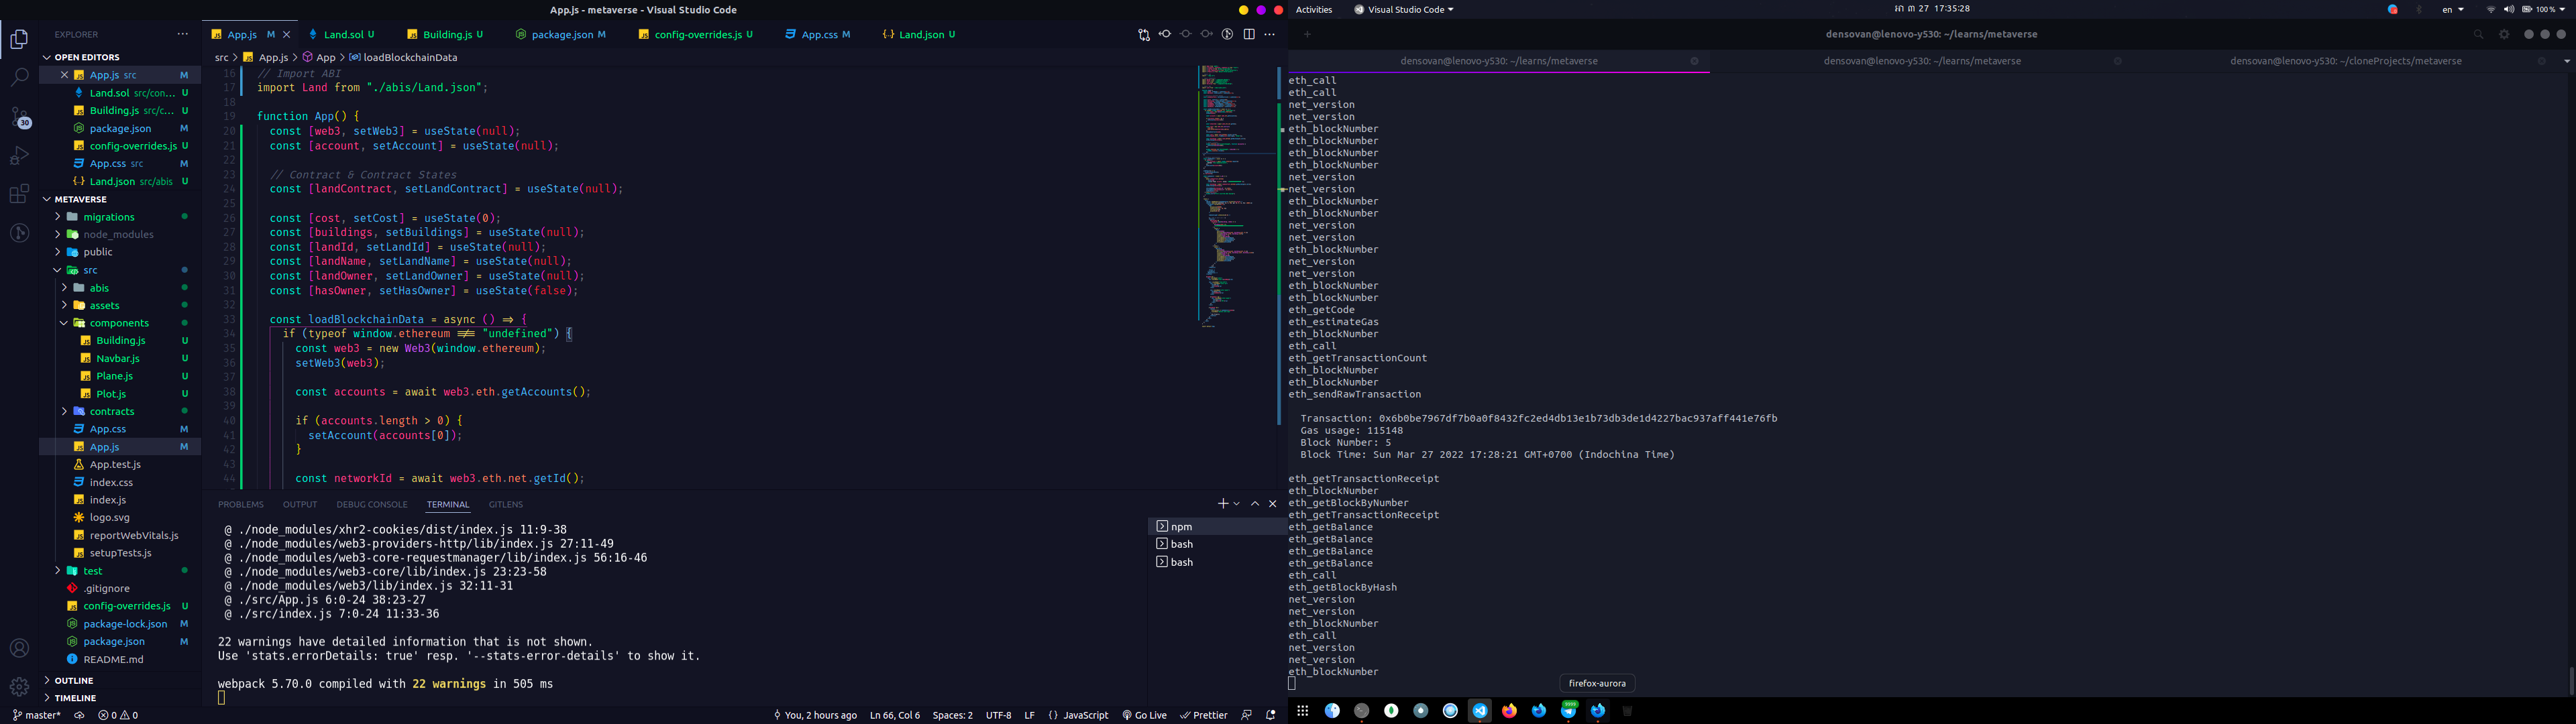 App.js - metaverse - Visual Studio Code
EXPLORER
OPEN EDITORS
App.js src M
Land.sol src/con... U
Building.js src/c... U
package.json M
config-overrides.js U
App.css src M
Land.json src/abis U
METAVERSE
migrations
node_modules
public
src
abis
assets
components
Building.js U
Navbar.js U
Plane.js U
Plot.js U
contracts
App.css M
App.js M
App.test.js
index.css
index.js
logo.svg
reportWebVitals.js
setupTests.js
test
.gitignore
config-overrides.js U
package-lock.json M
package.json M
README.md
OUTLINE
TIMELINE
30
App.js M
Land.sol U
Building.js U
package.json M
config-overrides.js U
App.css M
Land.json U
src > App.js > App > loadBlockchainData
16 // Import ABI
17 import Land from "./abis/Land.json";
18
19 function App() {
20 const [web3, setWeb3] = useState(null);
21 const [account, setAccount] = useState(null);
22
23 // Contract & Contract States
24 const [landContract, setLandContract] = useState(null);
25
26 const [cost, setCost] = useState(0);
27 const [buildings, setBuildings] = useState(null);
28 const [landId, setLandId] = useState(null);
29 const [landName, setLandName] = useState(null);
30 const [landOwner, setLandOwner] = useState(null);
31 const [hasOwner, setHasOwner] = useState(false);
32
33 const loadBlockchainData = async () => {
34 if (typeof window.ethereum !== "undefined") {
35 const web3 = new Web3(window.ethereum);
36 setWeb3(web3);
37
38 const accounts = await web3.eth.getAccounts();
39
40 if (accounts.length > 0) {
41 setAccount(accounts[0]);
42 }
43
44 const networkId = await web3.eth.net.getId();
PROBLEMS OUTPUT DEBUG CONSOLE TERMINAL GITLENS
@ ./node_modules/xhr2-cookies/dist/index.js 11:9-38
@ ./node_modules/web3-providers-http/lib/index.js 27:11-49
@ ./node_modules/web3-core-requestmanager/lib/index.js 56:16-46
@ ./node_modules/web3-core/lib/index.js 23:23-58
@ ./node_modules/web3/lib/index.js 32:11-31
@ ./src/App.js 6:0-24 38:23-27
@ ./src/index.js 7:0-24 11:33-36
22 warnings have detailed information that is not shown.
Use 'stats.errorDetails: true' resp. '--stats-error-details' to show it.
webpack 5.70.0 compiled with 22 warnings in 505 ms
npm
bash
bash
master* 0 0 You, 2 hours ago Ln 66, Col 6 Spaces: 2 UTF-8 LF {} JavaScript Go Live Prettier
Activities Visual Studio Code 27 17:35:28 en 100 %
densovan@lenovo-y530: ~/learns/metaverse
densovan@lenovo-y530: ~/learns/metaverse densovan@lenovo-y530: ~/learns/metaverse densovan@lenovo-y530: ~/cloneProjects/metaverse
eth_call
eth_call
net_version
net_version
eth_blockNumber
eth_blockNumber
eth_blockNumber
eth_blockNumber
net_version
net_version
eth_blockNumber
eth_blockNumber
net_version
net_version
eth_blockNumber
net_version
net_version
eth_blockNumber
eth_blockNumber
eth_getCode
eth_estimateGas
eth_blockNumber
eth_call
eth_getTransactionCount
eth_blockNumber
eth_blockNumber
eth_sendRawTransaction
Transaction: 0x6b0be7967df7b0a0f8432fc2ed4db13e1b73db3de1d4227bac937aff441e76fb
Gas usage: 115148
Block Number: 5
Block Time: Sun Mar 27 2022 17:28:21 GMT+0700 (Indochina Time)
eth_getTransactionReceipt
eth_blockNumber
eth_getBlockByNumber
eth_getTransactionReceipt
eth_getBalance
eth_getBalance
eth_getBalance
eth_getBalance
eth_call
eth_getBlockByHash
net_version
net_version
eth_blockNumber
eth_call
net_version
net_version
eth_blockNumber
firefox-aurora